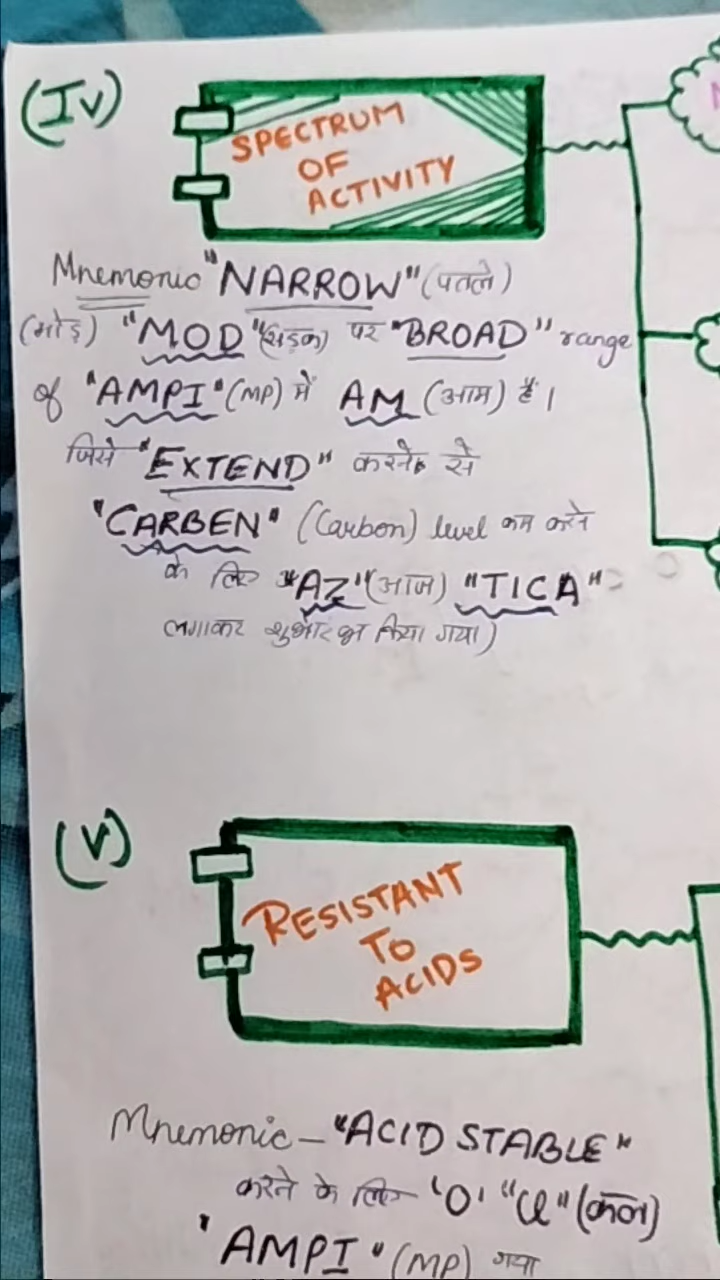 (IV)
SPECTRUM
OF
ACTIVITY
Mnemonic "NARROW" (पतले)
(मोड़) "MOD" (सड़क) पर "BROAD" range
of "AMPI" (MP) में AM (आम) हैं।
जिसे "EXTEND" करने से
"CARBEN" (Carbon) level कम करने
के लिए "AZ" (आज) "TICA"
लगाकर शुभारंभ किया गया)
(V)
RESISTANT
TO
ACIDS
Mnemonic - "ACID STABLE"
करने के लिए 'O' "Cl" (कल)
"AMPI" (MP) गया